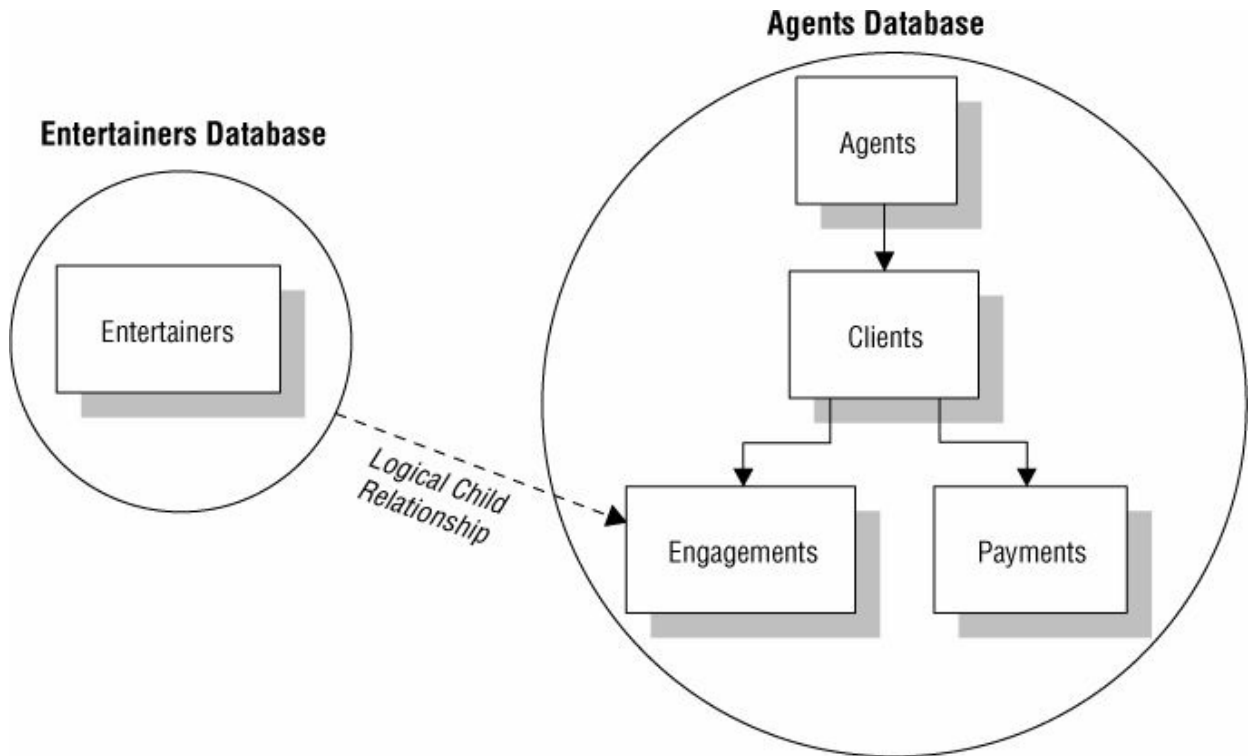 Agents Database
Agents
Entertainers Database
Entertainers
Clients
Logical Child
Relationship
Engagements
Payments